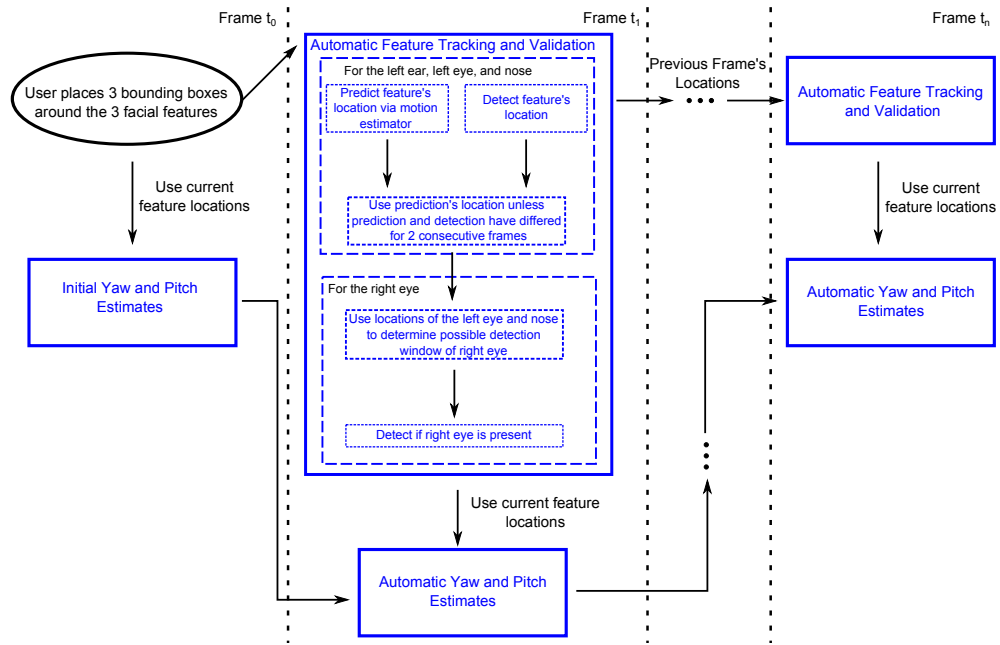 Frame t0
Frame t1
Frame tn
User places 3 bounding boxes
around the 3 facial features
Use current
feature locations
Initial Yaw and Pitch
Estimates
Automatic Feature Tracking and Validation
For the left ear, left eye, and nose
Predict feature's
location via motion
estimator
Detect feature's
location
Use prediction's location unless
prediction and detection have differed
for 2 consecutive frames
For the right eye
Use locations of the left eye and nose
to determine possible detection
window of right eye
Detect if right eye is present
Use current feature
locations
Automatic Yaw and Pitch
Estimates
Previous Frame's
Locations
Automatic Feature Tracking
and Validation
Use current
feature locations
Automatic Yaw and Pitch
Estimates